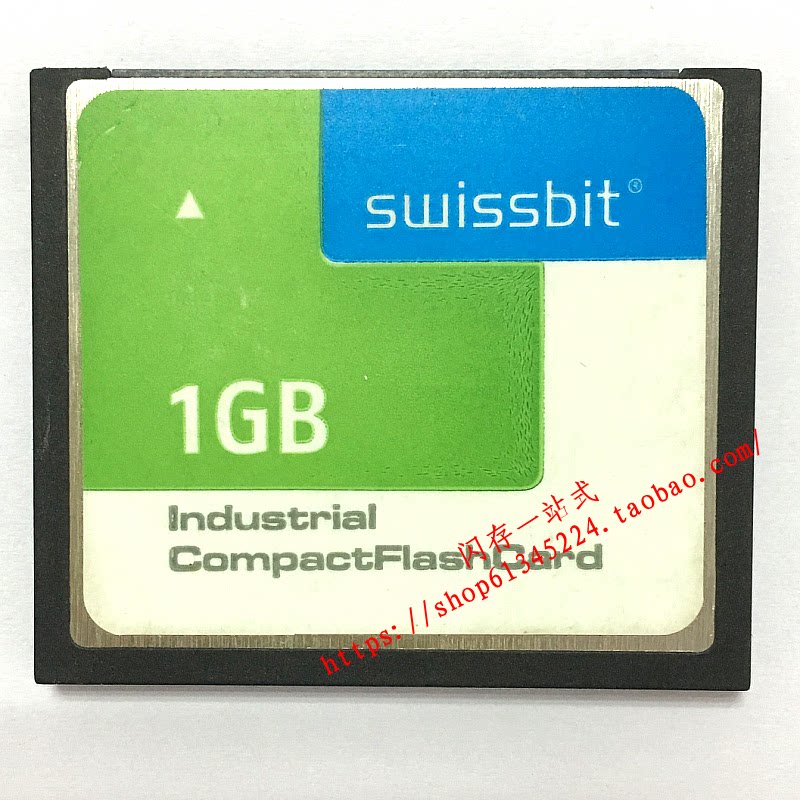 swissbit®
1GB
Industrial
CompactFlashCard
闪存一站式
https://shop61345224.taobao.com/